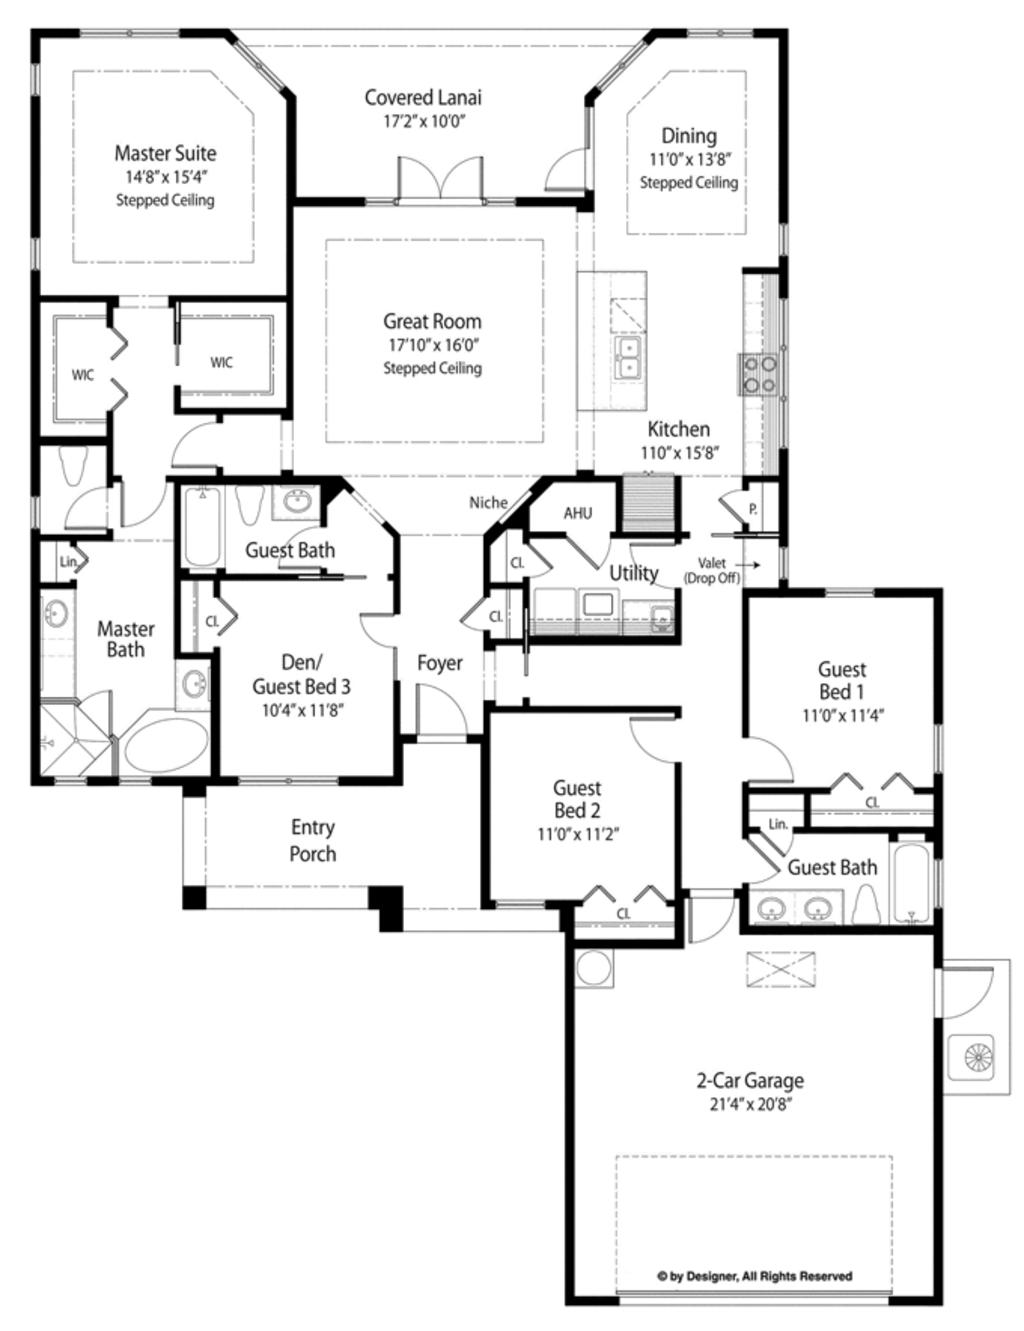 Covered Lanai
17'2" x 10'0"
Dining
11'0" x 13'8"
Stepped Ceiling
Master Suite
14'8" x 15'4"
Stepped Ceiling
Great Room
17'10" x 16'0"
Stepped Ceiling
WIC
WIC
Kitchen
110" x 15'8"
Niche
AHU
P.
Guest Bath
Lin.
Cl.
Utility
Valet
(Drop Off)
Cl.
Cl.
Master
Bath
Den/
Guest Bed 3
10'4" x 11'8"
Foyer
Guest
Bed 1
11'0" x 11'4"
Guest
Bed 2
11'0" x 11'2"
Cl.
Lin.
Entry
Porch
Guest Bath
Cl.
2-Car Garage
21'4" x 20'8"
© by Designer, All Rights Reserved